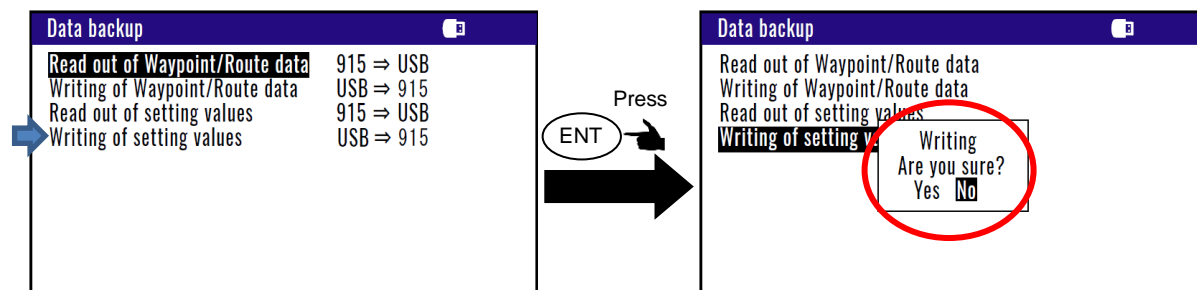 Data backup
Read out of Waypoint/Route data 915 ⇒ USB
Writing of Waypoint/Route data USB ⇒ 915
Read out of setting values 915 ⇒ USB
Writing of setting values USB ⇒ 915
Press
ENT
Data backup
Read out of Waypoint/Route data
Writing of Waypoint/Route data
Read out of setting values
Writing of setting v
Writing
Are you sure?
Yes No